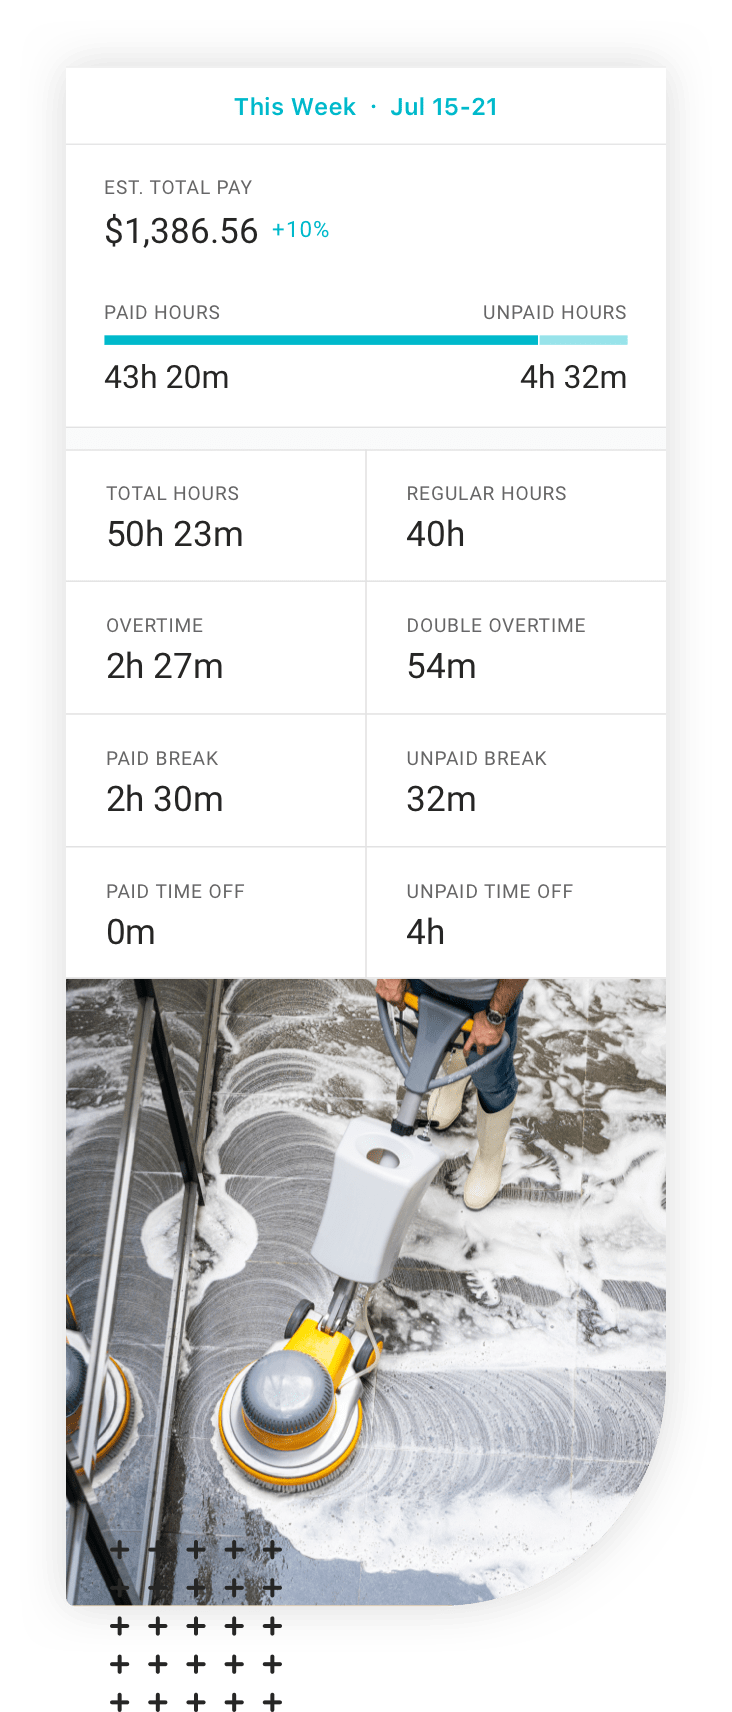 This Week · Jul 15-21
EST. TOTAL PAY
$1,386.56 +10%
PAID HOURS UNPAID HOURS
43h 20m 4h 32m
TOTAL HOURS REGULAR HOURS
50h 23m 40h
OVERTIME DOUBLE OVERTIME
2h 27m 54m
PAID BREAK UNPAID BREAK
2h 30m 32m
PAID TIME OFF UNPAID TIME OFF
0m 4h